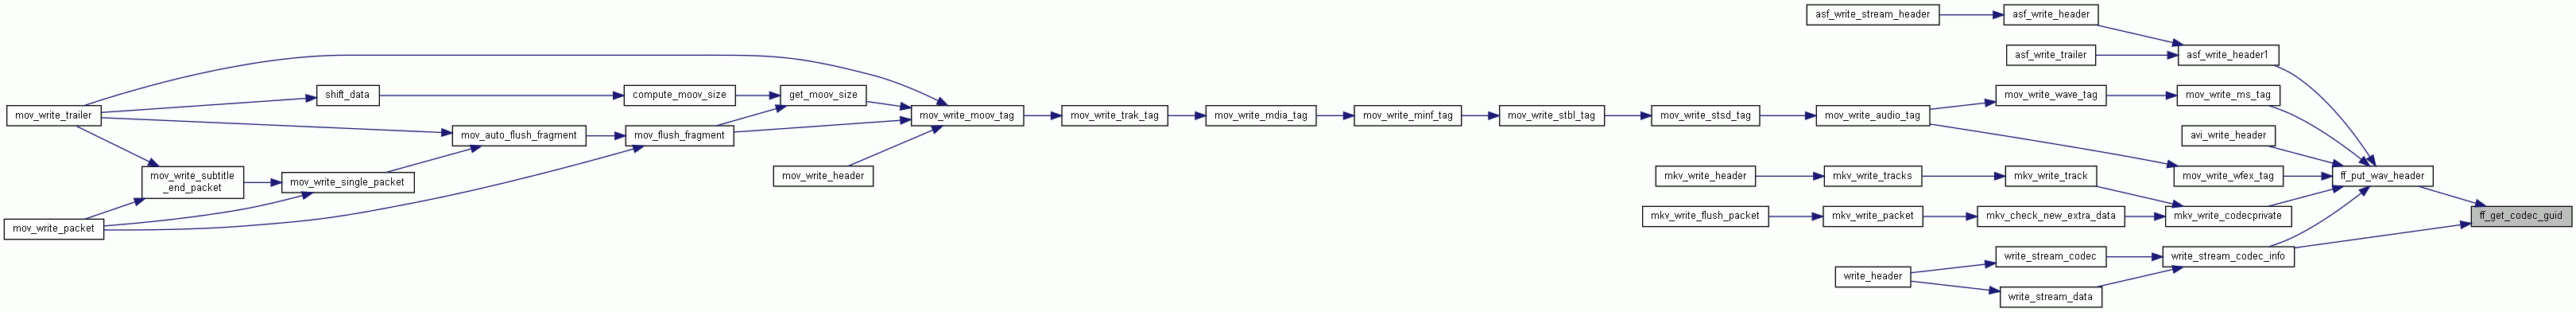 asf_write_stream_header
asf_write_header
asf_write_trailer
asf_write_header1
shift_data
compute_moov_size
get_moov_size
mov_write_wave_tag
mov_write_ms_tag
mov_write_trailer
mov_write_moov_tag
mov_write_trak_tag
mov_write_mdia_tag
mov_write_minf_tag
mov_write_stbl_tag
mov_write_stsd_tag
mov_write_audio_tag
mov_auto_flush_fragment
mov_flush_fragment
avi_write_header
mov_write_subtitle
_end_packet
mov_write_single_packet
mov_write_header
mkv_write_header
mkv_write_tracks
mkv_write_track
mov_write_wfex_tag
ff_put_wav_header
mov_write_packet
mkv_write_flush_packet
mkv_write_packet
mkv_check_new_extra_data
mkv_write_codecprivate
ff_get_codec_guid
write_header
write_stream_codec
write_stream_codec_info
write_stream_data